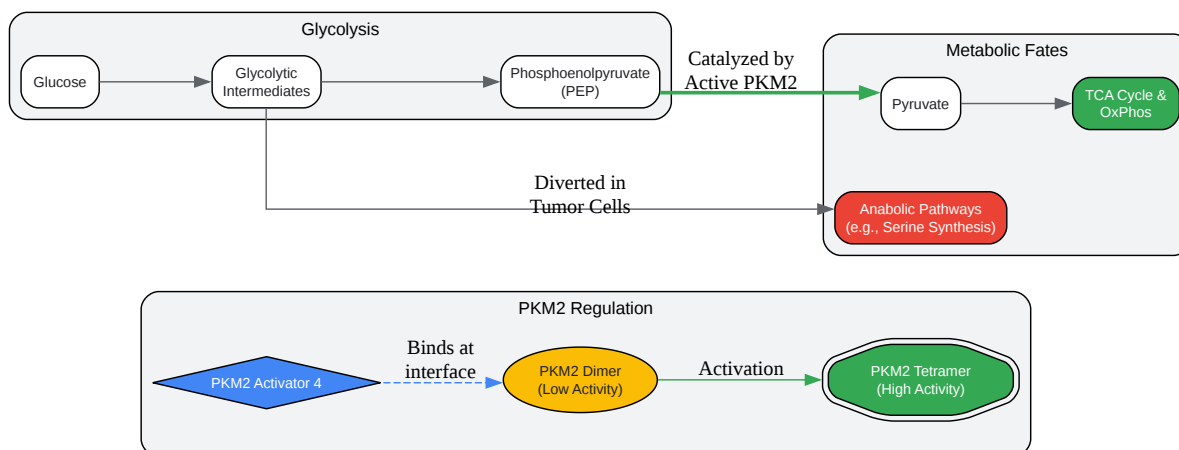 Glycolysis
Glucose
Glycolytic
Intermediates
Phosphoenolpyruvate
(PEP)
Catalyzed by
Active PKM2
Metabolic Fates
Pyruvate
TCA Cycle &
OxPhos
Diverted in
Tumor Cells
Anabolic Pathways
(e.g., Serine Synthesis)
PKM2 Regulation
PKM2 Activator 4
Binds at
interface
PKM2 Dimer
(Low Activity)
Activation
PKM2 Tetramer
(High Activity)